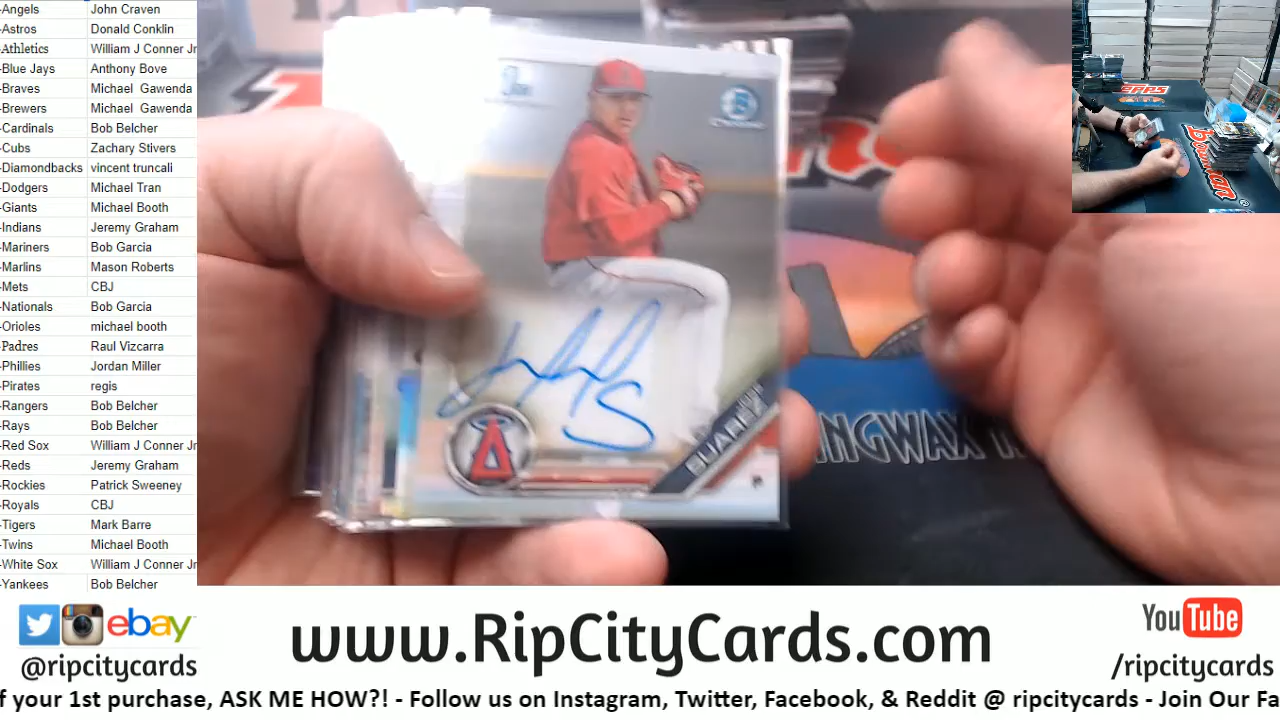 -Angels John Craven
-Astros Donald Conklin
-Athletics William J Conner Jr
-Blue Jays Anthony Bove
-Braves Michael Gawenda
-Brewers Michael Gawenda
-Cardinals Bob Belcher
-Cubs Zachary Stivers
-Diamondbacks vincent truncali
-Dodgers Michael Tran
-Giants Michael Booth
-Indians Jeremy Graham
-Mariners Bob Garcia
-Marlins Mason Roberts
-Mets CBJ
-Nationals Bob Garcia
-Orioles michael booth
-Padres Raul Vizcarra
-Phillies Jordan Miller
-Pirates regis
-Rangers Bob Belcher
-Rays Bob Belcher
-Red Sox William J Conner Jr
-Reds Jeremy Graham
-Rockies Patrick Sweeney
-Royals CBJ
-Tigers Mark Barre
-Twins Michael Booth
-White Sox William J Conner Jr
-Yankees Bob Belcher
1st
SUAREZ
A
INGWAX
TOPPS
Bowman
ebay
@ripcitycards
www.RipCityCards.com
YouTube
/ripcitycards
f your 1st purchase, ASK ME HOW?! - Follow us on Instagram, Twitter, Facebook, & Reddit @ ripcitycards - Join Our Fa